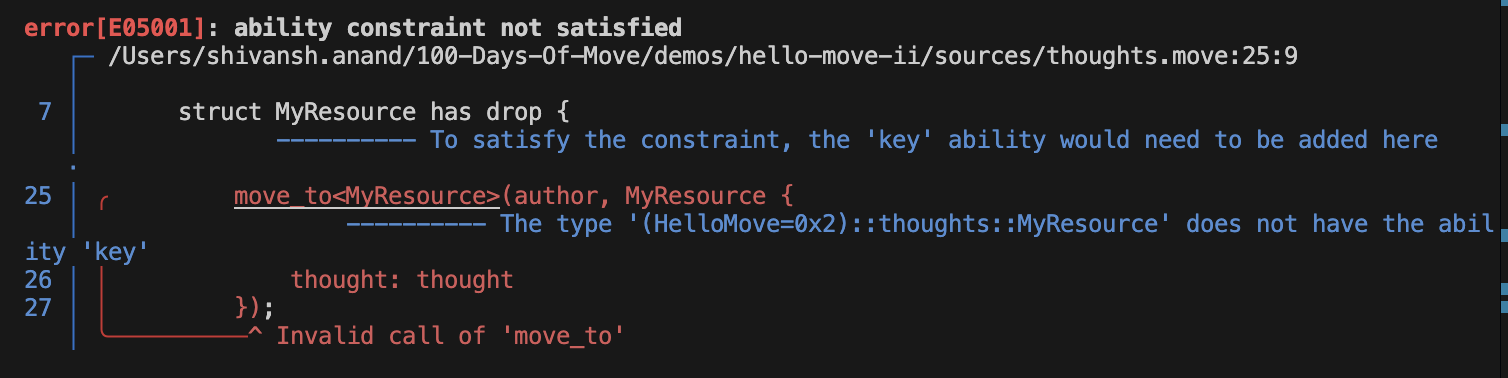 error[E05001]: ability constraint not satisfied
/Users/shivansh.anand/100-Days-Of-Move/demos/hello-move-ii/sources/thoughts.move:25:9
7 struct MyResource has drop {
---------- To satisfy the constraint, the 'key' ability would need to be added here
25 move_to<MyResource>(author, MyResource {
---------- The type '(HelloMove=0x2)::thoughts::MyResource' does not have the abil
ity 'key'
26 thought: thought
27 });
^ Invalid call of 'move_to'